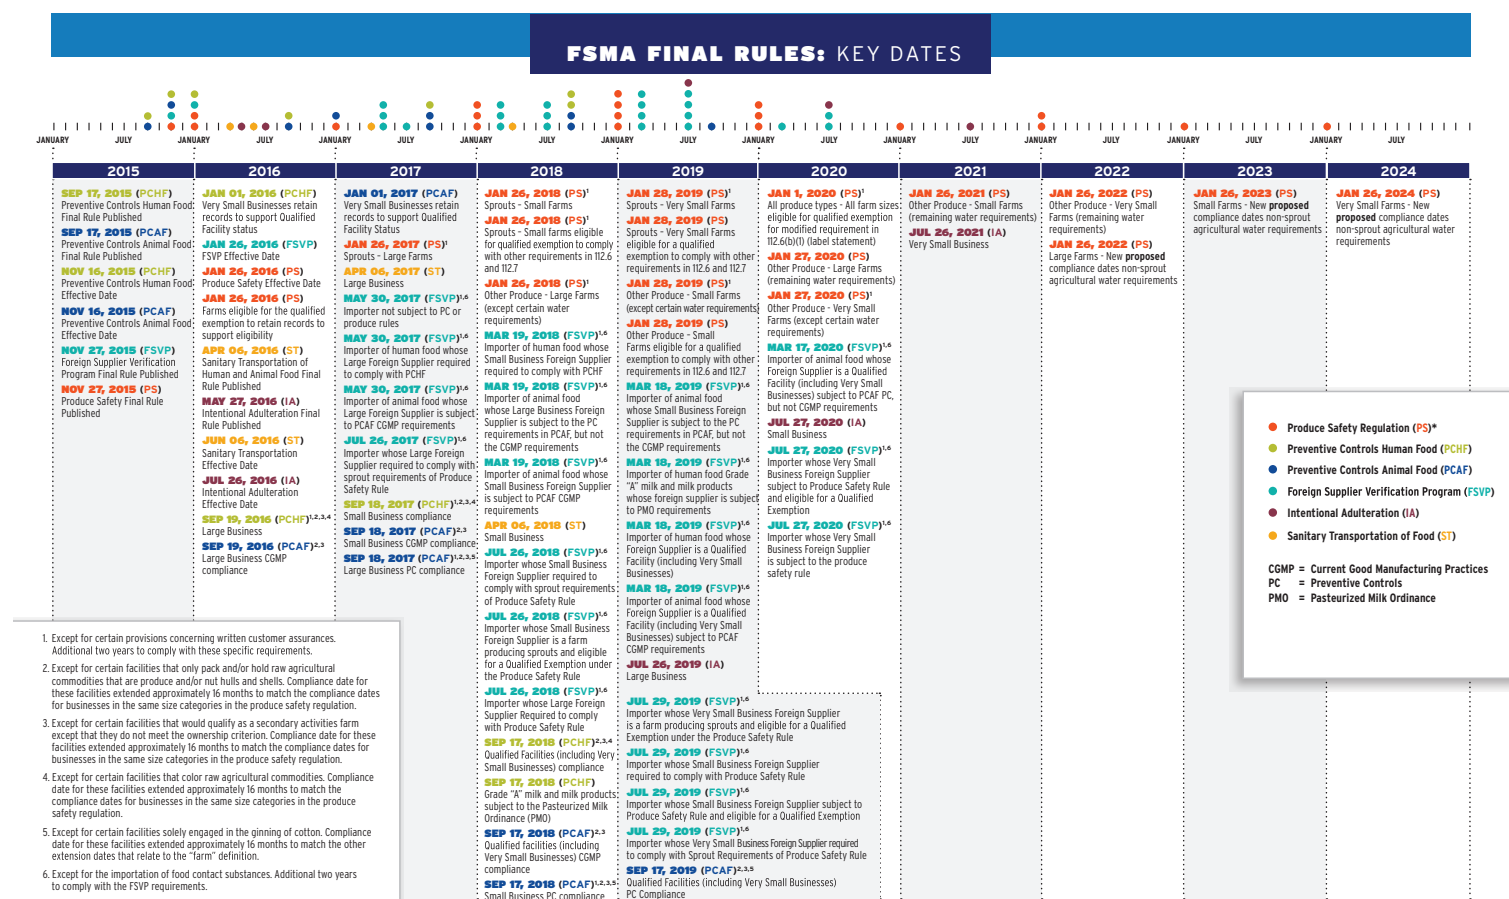 FSMA FINAL RULES: KEY DATES
JANUARY
JULY
JANUARY
JULY
JANUARY
JULY
JANUARY
JULY
JANUARY
JULY
JANUARY
JULY
JANUARY
JULY
JANUARY
JULY
JANUARY
JULY
JANUARY
JULY
2015
2016
2017
2018
2019
2020
2021
2022
2023
2024
SEP 17, 2015 (PCHF)
Preventive Controls Human Food
Final Rule Published
SEP 17, 2015 (PCAF)
Preventive Controls Animal Food
Final Rule Published
NOV 16, 2015 (PCHF)
Preventive Controls Human Food
Effective Date
NOV 16, 2015 (PCAF)
Preventive Controls Animal Food
Effective Date
NOV 27, 2015 (FSVP)
Foreign Supplier Verification
Program Final Rule Published
NOV 27, 2015 (PS)
Produce Safety Final Rule
Published
JAN 01, 2016 (PCHF)
Very Small Businesses retain
records to support Qualified
Facility status
JAN 26, 2016 (FSVP)
FSVP Effective Date
JAN 26, 2016 (PS)
Produce Safety Effective Date
JAN 26, 2016 (PS)
Farms eligible for the qualified
exemption to retain records to
support eligibility
APR 06, 2016 (ST)
Sanitary Transportation of
Human and Animal Food Final
Rule Published
MAY 27, 2016 (IA)
Intentional Adulteration Final
Rule Published
JUN 06, 2016 (ST)
Sanitary Transportation
Effective Date
JUL 26, 2016 (IA)
Intentional Adulteration
Effective Date
SEP 19, 2016 (PCHF)1,2,3,4
Large Business
SEP 19, 2016 (PCAF)2,3
Large Business CGMP
compliance
JAN 01, 2017 (PCAF)
Very Small Businesses retain
records to support Qualified
Facility Status
JAN 26, 2017 (PS)1
Sprouts - Large Farms
APR 06, 2017 (ST)
Large Business
MAY 30, 2017 (FSVP)1,6
Importer not subject to PC or
produce rules
MAY 30, 2017 (FSVP)1,6
Importer of human food whose
Large Foreign Supplier required
to comply with PCHF
MAY 30, 2017 (FSVP)1,6
Importer of animal food whose
Large Foreign Supplier is subject
to PCAF CGMP requirements
JUL 26, 2017 (FSVP)1,6
Importer whose Large Foreign
Supplier required to comply with
sprout requirements of Produce
Safety Rule
SEP 18, 2017 (PCHF)1,2,3,4
Small Business compliance
SEP 18, 2017 (PCAF)2,3
Small Business CGMP compliance
SEP 18, 2017 (PCAF)1,2,3,5
Large Business PC compliance
JAN 26, 2018 (PS)1
Sprouts - Small Farms
JAN 26, 2018 (PS)1
Sprouts - Small farms eligible
for qualified exemption to comply
with other requirements in 112.6
and 112.7
JAN 26, 2018 (PS)1
Other Produce - Large Farms
(except certain water
requirements)
MAR 19, 2018 (FSVP)1,6
Importer of human food whose
Small Business Foreign Supplier
required to comply with PCHF
MAR 19, 2018 (FSVP)1,6
Importer of animal food
whose Large Business Foreign
Supplier is subject to the PC
requirements in PCAF, but not
the CGMP requirements
MAR 19, 2018 (FSVP)1,6
Importer of animal food whose
Small Business Foreign Supplier
is subject to PCAF CGMP
requirements
APR 06, 2018 (ST)
Small Business
JUL 26, 2018 (FSVP)1,6
Importer whose Small Business
Foreign Supplier required to
comply with sprouts requirements
of Produce Safety Rule
JUL 26, 2018 (FSVP)1,6
Importer whose Small Business
Foreign Supplier is a farm
producing sprouts and eligible
for a Qualified Exemption under
the Produce Safety Rule
JUL 26, 2018 (FSVP)1,6
Importer whose Large Foreign
Supplier Required to comply
with Produce Safety Rule
SEP 17, 2018 (PCHF)2,3,4
Qualified Facilities (including Very
Small Businesses) compliance
SEP 17, 2018 (PCHF)
Grade "A" milk and milk products
subject to the Pasteurized Milk
Ordinance (PMO)
SEP 17, 2018 (PCAF)2,3
Qualified facilities (including
Very Small Businesses) CGMP
compliance
SEP 17, 2018 (PCAF)1,2,3,5
Small Business PC compliance
JAN 28, 2019 (PS)1
Sprouts - Very Small Farms
JAN 28, 2019 (PS)1
Sprouts - Very Small Farms
eligible for a qualified
exemption to comply with other
requirements in 112.6 and 112.7
JAN 28, 2019 (PS)1
Other Produce - Small Farms
(except certain water requirements)
JAN 28, 2019 (PS)
Other Produce - Small
Farms eligible for a qualified
exemption to comply with other
requirements in 112.6 and 112.7
MAR 18, 2019 (FSVP)1,6
Importer of animal food
whose Small Business Foreign
Supplier is subject to the PC
requirements in PCAF, but not
the CGMP requirements
MAR 18, 2019 (FSVP)1,6
Importer of human food Grade
"A" milk and milk products
whose foreign supplier is subject
to PMO requirements
MAR 18, 2019 (FSVP)1,6
Importer of human food whose
Foreign Supplier is a Qualified
Facility (including Very Small
Businesses)
MAR 18, 2019 (FSVP)1,6
Importer of animal food whose
Foreign Supplier is a Qualified
Facility (including Very Small
Businesses) subject to PCAF
CGMP requirements
JUL 26, 2019 (IA)
Large Business
JUL 29, 2019 (FSVP)1,6
Importer whose Very Small Business Foreign Supplier
is a farm producing sprouts and eligible for a Qualified
Exemption under the Produce Safety Rule
JUL 29, 2019 (FSVP)1,6
Importer whose Small Business Foreign Supplier
required to comply with Produce Safety Rule
JUL 29, 2019 (FSVP)1,6
Importer whose Small Business Foreign Supplier subject to
Produce Safety Rule and eligible for a Qualified Exemption
JUL 29, 2019 (FSVP)1,6
Importer whose Very Small Business Foreign Supplier required
to comply with Sprout Requirements of Produce Safety Rule
SEP 17, 2019 (PCAF)2,3,5
Qualified Facilities (including Very Small Businesses)
PC Compliance
JAN 1, 2020 (PS)1
All produce types - All farm sizes
eligible for qualified exemption
for modified requirement in
112.6(b)(1) (label statement)
JAN 27, 2020 (PS)
Other Produce - Large Farms
(remaining water requirements)
JAN 27, 2020 (PS)1
Other Produce - Very Small
Farms (except certain water
requirements)
MAR 17, 2020 (FSVP)1,6
Importer of animal food whose
Foreign Supplier is a Qualified
Facility (including Very Small
Businesses) subject to PCAF PC,
but not CGMP requirements
JUL 27, 2020 (IA)
Small Business
JUL 27, 2020 (FSVP)1,6
Importer whose Very Small
Business Foreign Supplier
subject to Produce Safety Rule
and eligible for a Qualified
Exemption
JUL 27, 2020 (FSVP)1,6
Importer whose Very Small
Business Foreign Supplier
is subject to the produce
safety rule
JAN 26, 2021 (PS)
Other Produce - Small Farms
(remaining water requirements)
JUL 26, 2021 (IA)
Very Small Business
JAN 26, 2022 (PS)
Other Produce - Very Small
Farms (remaining water
requirements)
JAN 26, 2022 (PS)
Large Farms - New proposed
compliance dates non-sprout
agricultural water requirements
JAN 26, 2023 (PS)
Small Farms - New proposed
compliance dates non-sprout
agricultural water requirements
JAN 26, 2024 (PS)
Very Small Farms - New
proposed compliance dates
non-sprout agricultural water
requirements
Produce Safety Regulation (PS)*
Preventive Controls Human Food (PCHF)
Preventive Controls Animal Food (PCAF)
Foreign Supplier Verification Program (FSVP)
Intentional Adulteration (IA)
Sanitary Transportation of Food (ST)
CGMP = Current Good Manufacturing Practices
PC = Preventive Controls
PMO = Pasteurized Milk Ordinance
1. Except for certain provisions concerning written customer assurances.
Additional two years to comply with these specific requirements.
2. Except for certain facilities that only pack and/or hold raw agricultural
commodities that are produce and/or nut hulls and shells. Compliance date for
these facilities extended approximately 16 months to match the compliance dates
for businesses in the same size categories in the produce safety regulation.
3. Except for certain facilities that would qualify as a secondary activities farm
except that they do not meet the ownership criterion. Compliance date for these
facilities extended approximately 16 months to match the compliance dates for
businesses in the same size categories in the produce safety regulation.
4. Except for certain facilities that color raw agricultural commodities. Compliance
date for these facilities extended approximately 16 months to match the
compliance dates for businesses in the same size categories in the produce
safety regulation.
5. Except for certain facilities solely engaged in the ginning of cotton. Compliance
date for these facilities extended approximately 16 months to match the other
extension dates that relate to the "farm" definition.
6. Except for the importation of food contact substances. Additional two years
to comply with the FSVP requirements.